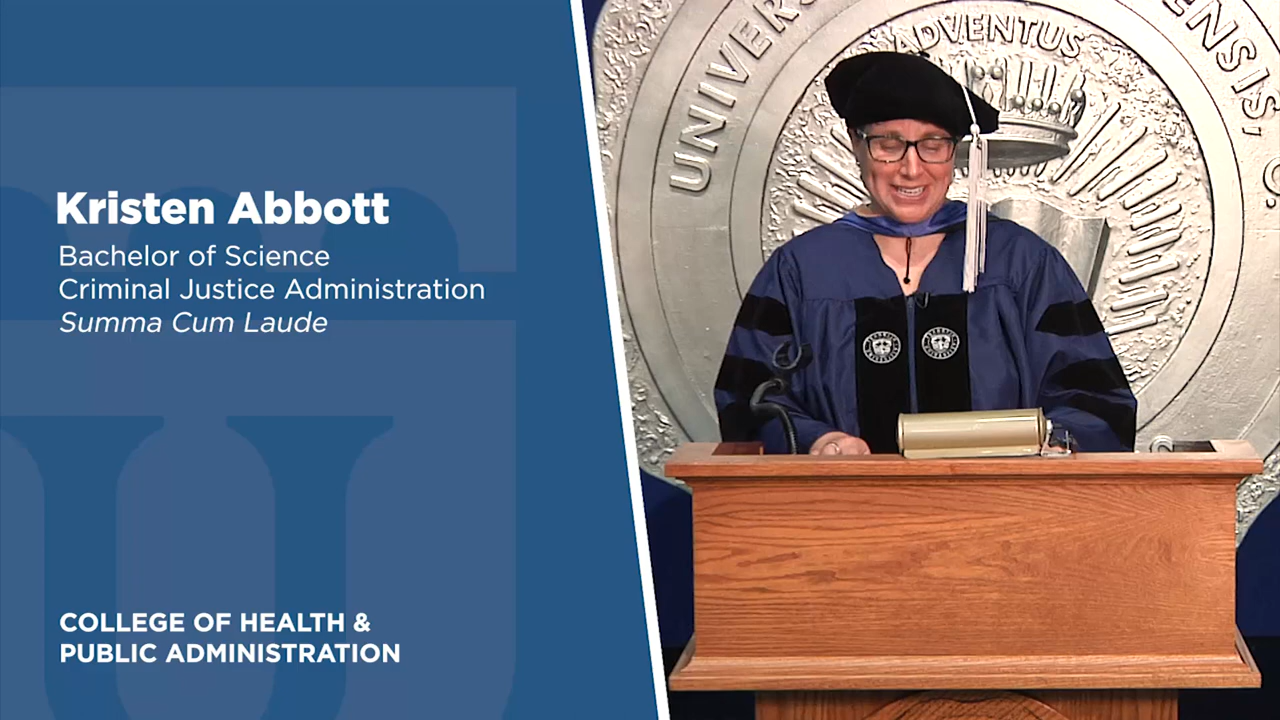 Kristen Abbott
Bachelor of Science
Criminal Justice Administration
Summa Cum Laude
COLLEGE OF HEALTH &
PUBLIC ADMINISTRATION
ADVENTUS